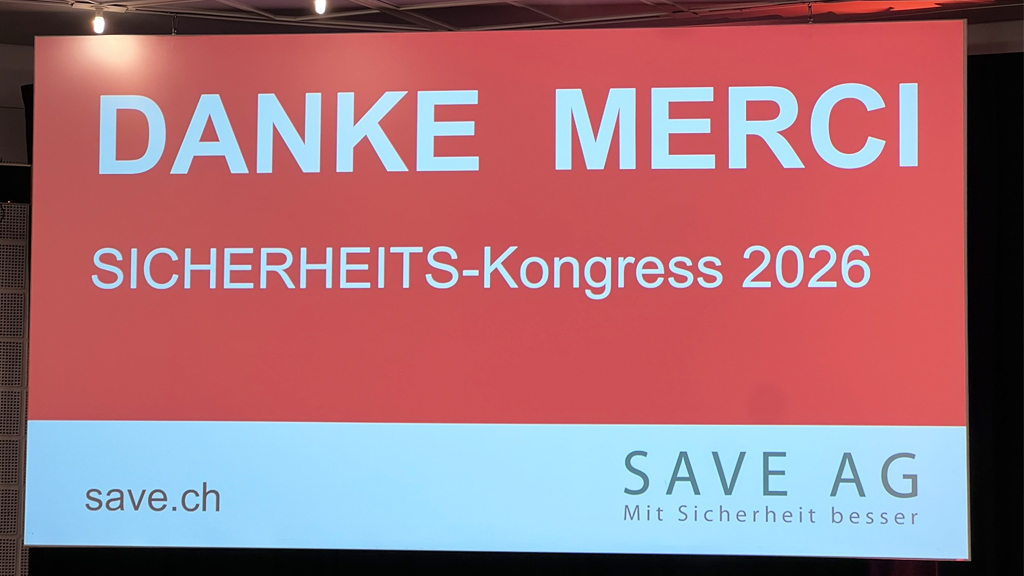 DANKE MERCI
SICHERHEITS-Kongress 2026
save.ch
SAVE AG
Mit Sicherheit besser